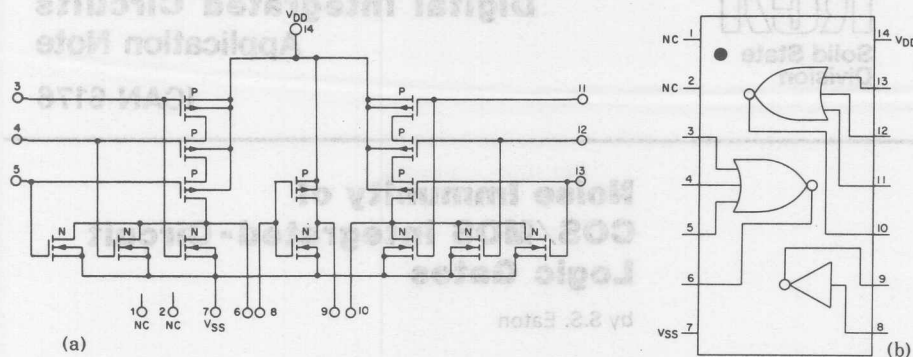 Digital Integrated Circuits
Application Note
ICAN 6176
Solid State
Division
Noise Immunity of
COS/MOS Integrated-Circuit
Logic Gates
by S.S. Eaton
VDD
14
3
P
P
11
4
P
P
12
5
P
P
13
N
N
N
N
N
N
N
1
NC
2
NC
7
VSS
6
8
9
10
(a)
NC
1
14
VDD
NC
2
13
3
12
4
11
5
10
6
9
VSS
7
8
(b)